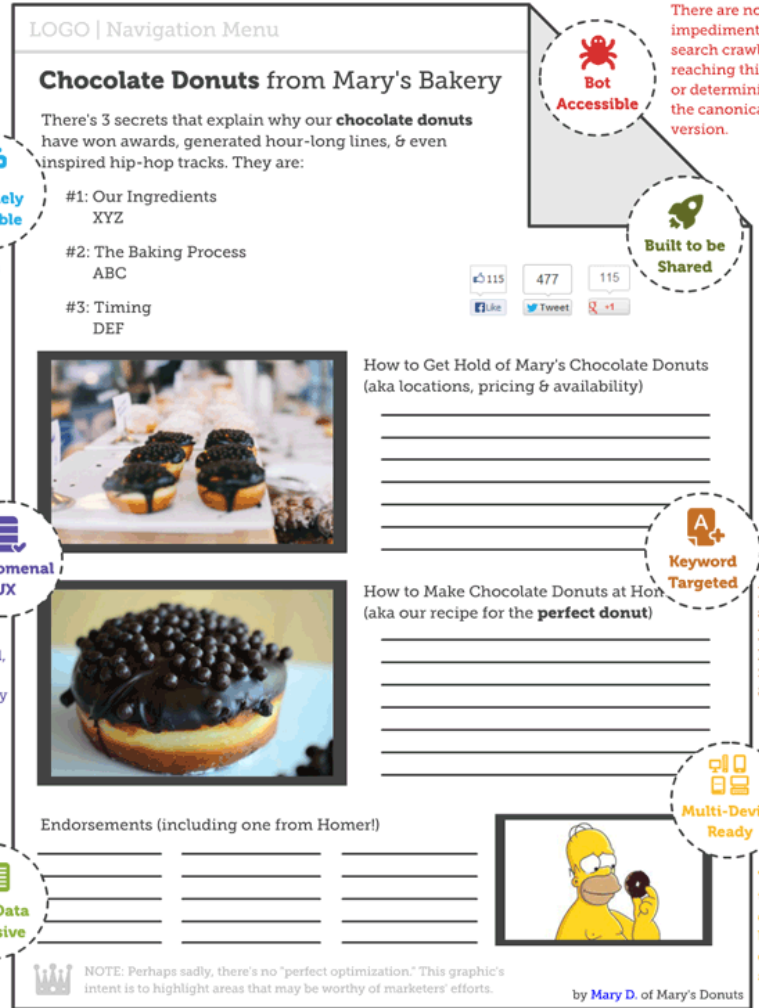 LOGO | Navigation Menu
There are no
impediment
search crawl
reaching thi
or determini
the canonica
version.
Bot
Accessible
Chocolate Donuts from Mary's Bakery
There's 3 secrets that explain why our chocolate donuts
have won awards, generated hour-long lines, & even
inspired hip-hop tracks. They are:
ely
ble
#1: Our Ingredients
XYZ
#2: The Baking Process
ABC
#3: Timing
DEF
Built to be
Shared
115
477
115
Like
Tweet
+1
How to Get Hold of Mary's Chocolate Donuts
(aka locations, pricing & availability)
omenal
UX
A
Keyword
Targeted
How to Make Chocolate Donuts at Hom
(aka our recipe for the perfect donut)
y
Multi-Devi
Ready
Endorsements (including one from Homer!)
Data
sive
NOTE: Perhaps sadly, there's no "perfect optimization." This graphic's
intent is to highlight areas that may be worthy of marketers' efforts.
by Mary D. of Mary's Donuts